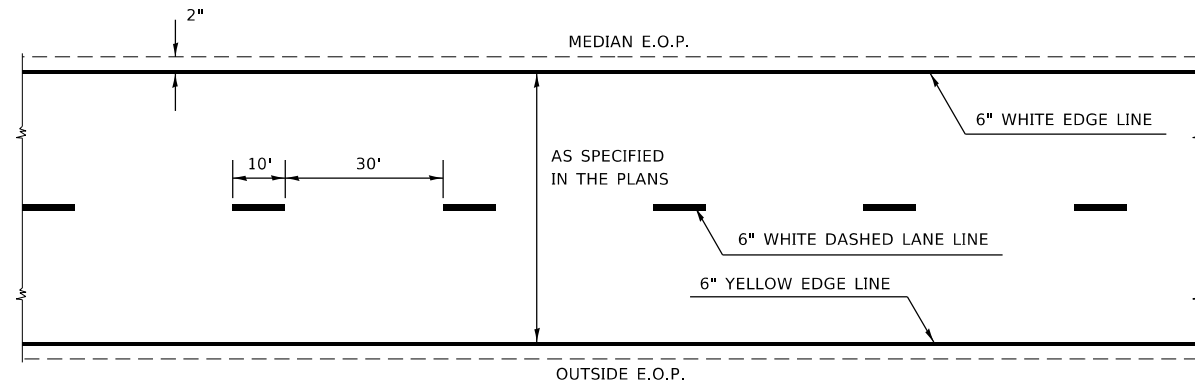 2"
MEDIAN E.O.P.
6" WHITE EDGE LINE
10'
30'
AS SPECIFIED
IN THE PLANS
6" WHITE DASHED LANE LINE
6" YELLOW EDGE LINE
OUTSIDE E.O.P.